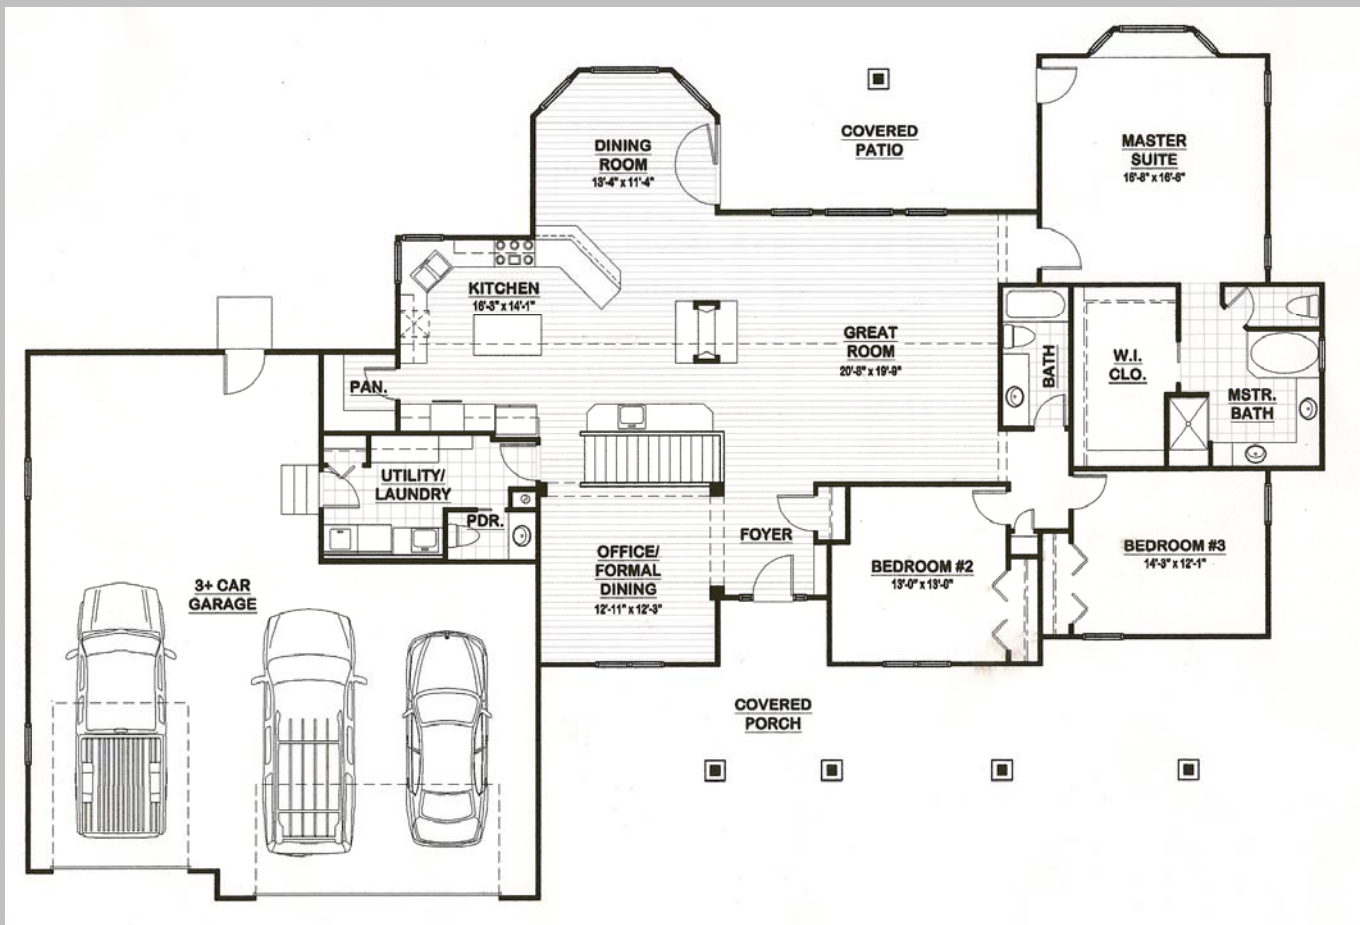 DINING
ROOM
13'-4" x 11'-4"
COVERED
PATIO
MASTER
SUITE
16'-8" x 16'-6"
KITCHEN
16'-3" x 14'-1"
GREAT
ROOM
20'-8" x 19'-9"
BATH
W.I.
CLO.
MSTR.
BATH
PAN.
UTILITY/
LAUNDRY
PDR.
FOYER
OFFICE/
FORMAL
DINING
12'-11" x 12'-3"
BEDROOM #2
13'-0" x 13'-0"
BEDROOM #3
14'-3" x 12'-1"
3+ CAR
GARAGE
COVERED
PORCH